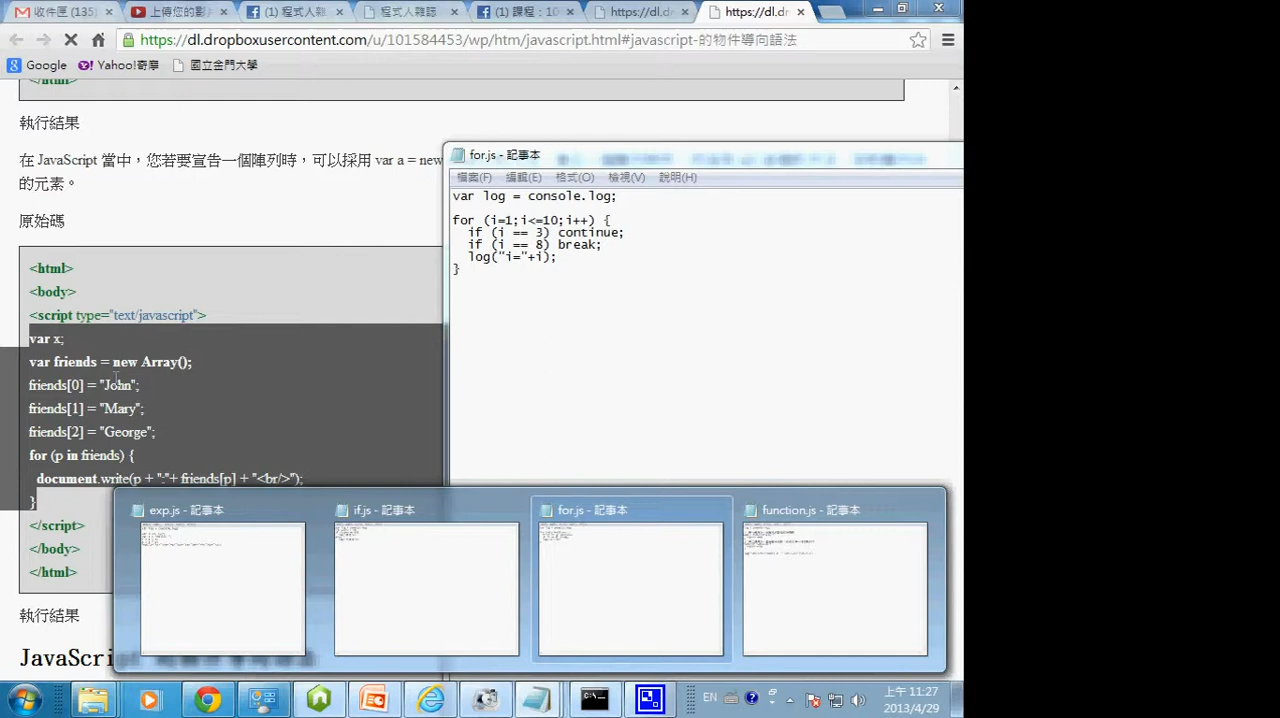 收件匣 (135)
上傳您的影
(1) 程式人雜
程式人雜誌
(1) 課程：10
https://dl.dr
https://dl.dr
https://dl.dropboxusercontent.com/u/101584453/wp/htm/javascript.html#javascript-的物件導向語法
Google
Yahoo!奇摩
國立金門大學
</html>
執行結果
在 JavaScript 當中，您若要宣告一個陣列時，可以採用 var a = new
的元素。
原始碼
<html>
<body>
<script type="text/javascript">
var x;
var friends = new Array();
friends[0] = "John";
friends[1] = "Mary";
friends[2] = "George";
for (p in friends) {
document.write(p + ":"+ friends[p] + "<br/>");
}
</script>
</body>
</html>
執行結果
JavaScri
for.js - 記事本
檔案(F) 編輯(E) 格式(O) 檢視(V) 說明(H)
var log = console.log;
for (i=1;i<=10;i++) {
if (i == 3) continue;
if (i == 8) break;
log("i="+i);
}
exp.js - 記事本
if.js - 記事本
for.js - 記事本
function.js - 記事本
EN
上午 11:27
2013/4/29